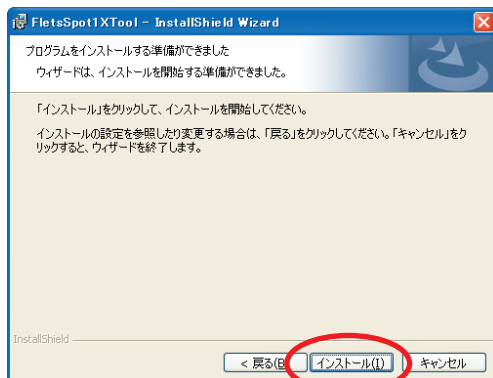 FletsSpot1XTool - InstallShield Wizard
プログラムをインストールする準備ができました
ウィザードは、インストールを開始する準備ができました。
「インストール」をクリックして、インストールを開始してください。
インストールの設定を参照したり変更する場合は、「戻る」をクリックしてください。「キャンセル」をク
リックすると、ウィザードを終了します。
InstallShield
< 戻る(B
インストール(I)
キャンセル